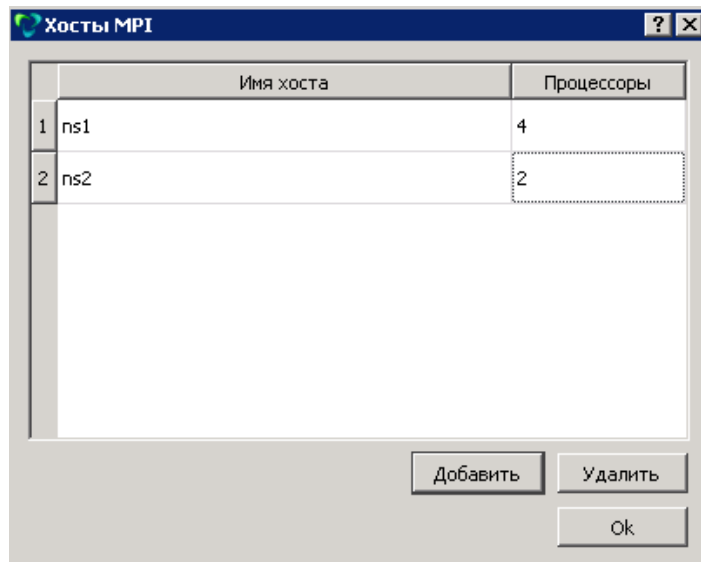 Хосты MPI
Имя хоста Процессоры
1 ns1 4
2 ns2 2
Добавить Удалить
Ok